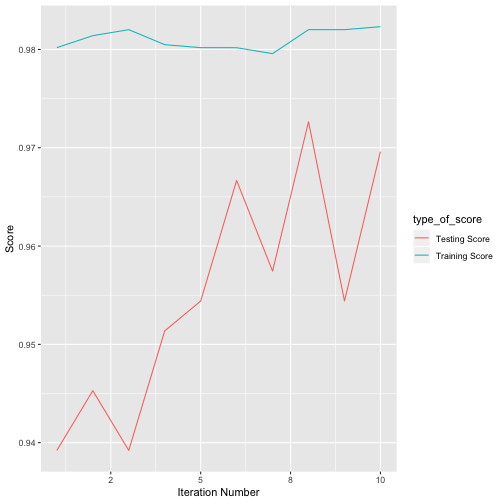 0.98
0.97
0.96
0.95
0.94
Score
2
5
8
10
Iteration Number
type_of_score
Testing Score
Training Score